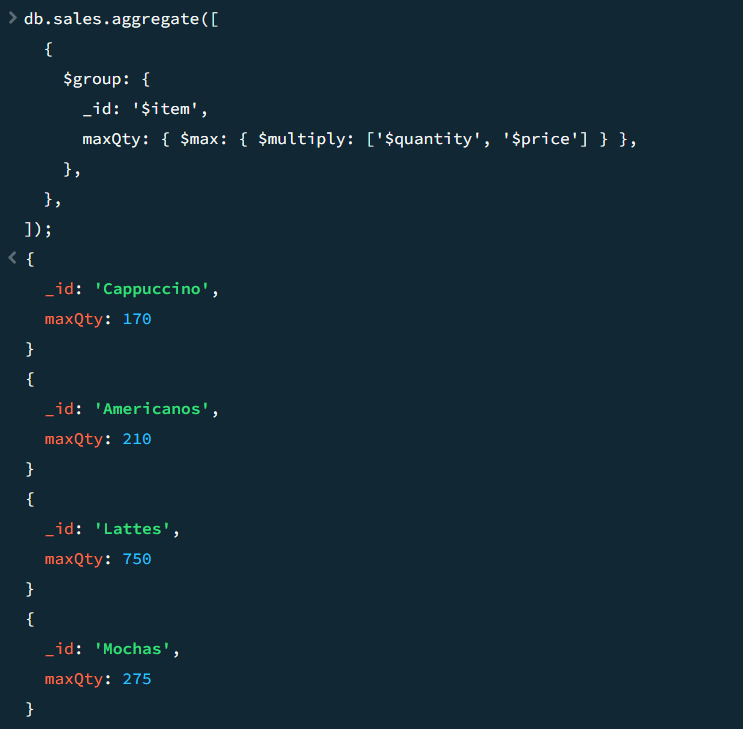 > db.sales.aggregate([
{
$group: {
_id: '$item',
maxQty: { $max: { $multiply: ['$quantity', '$price'] } },
},
},
]);
< {
_id: 'Cappuccino',
maxQty: 170
}
{
_id: 'Americanos',
maxQty: 210
}
{
_id: 'Lattes',
maxQty: 750
}
{
_id: 'Mochas',
maxQty: 275
}